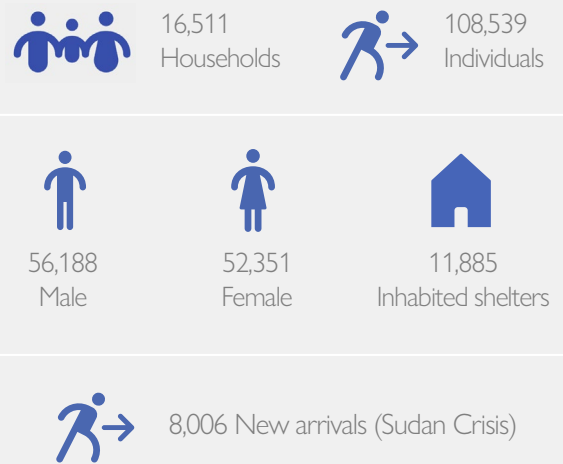 16,511
Households
108,539
Individuals
56,188
Male
52,351
Female
11,885
Inhabited shelters
8,006 New arrivals (Sudan Crisis)